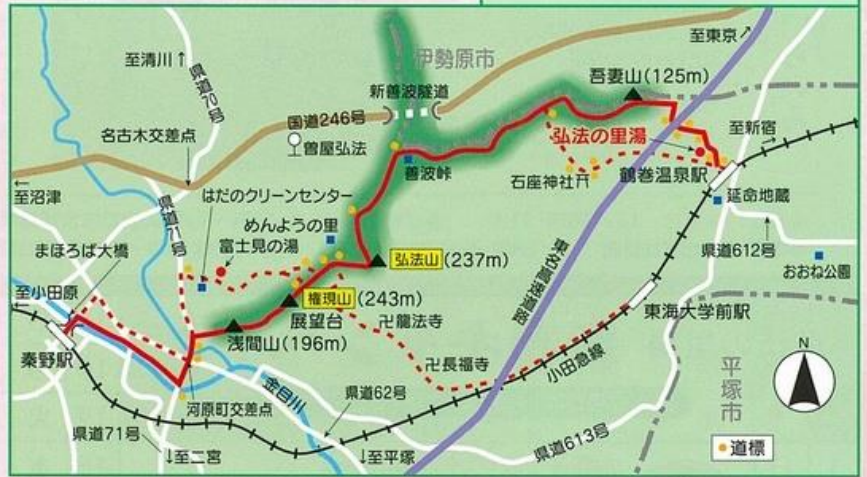 至清川↑
県道70号
伊勢原市
至東京↗
吾妻山(125m)
新善波隧道
国道246号
曽屋弘法
名古木交差点
弘法の里湯
至新宿
→
善波峠
石座神社
鶴巻温泉駅
←
至沼津
はだのクリーンセンター
延命地蔵
県道71号
めんようの里
富士見の湯
まほろば大橋
弘法山(237m)
東名高速道路
県道612号
おおね公園
至小田原
←
権現山(243m)
展望台
卍龍法寺
東海大学前駅
浅間山(196m)
秦野駅
卍長福寺
小田急線
平塚市
N
金目川
県道62号
河原町交差点
県道71号
↓至二宮
↓至平塚
県道613号
道標